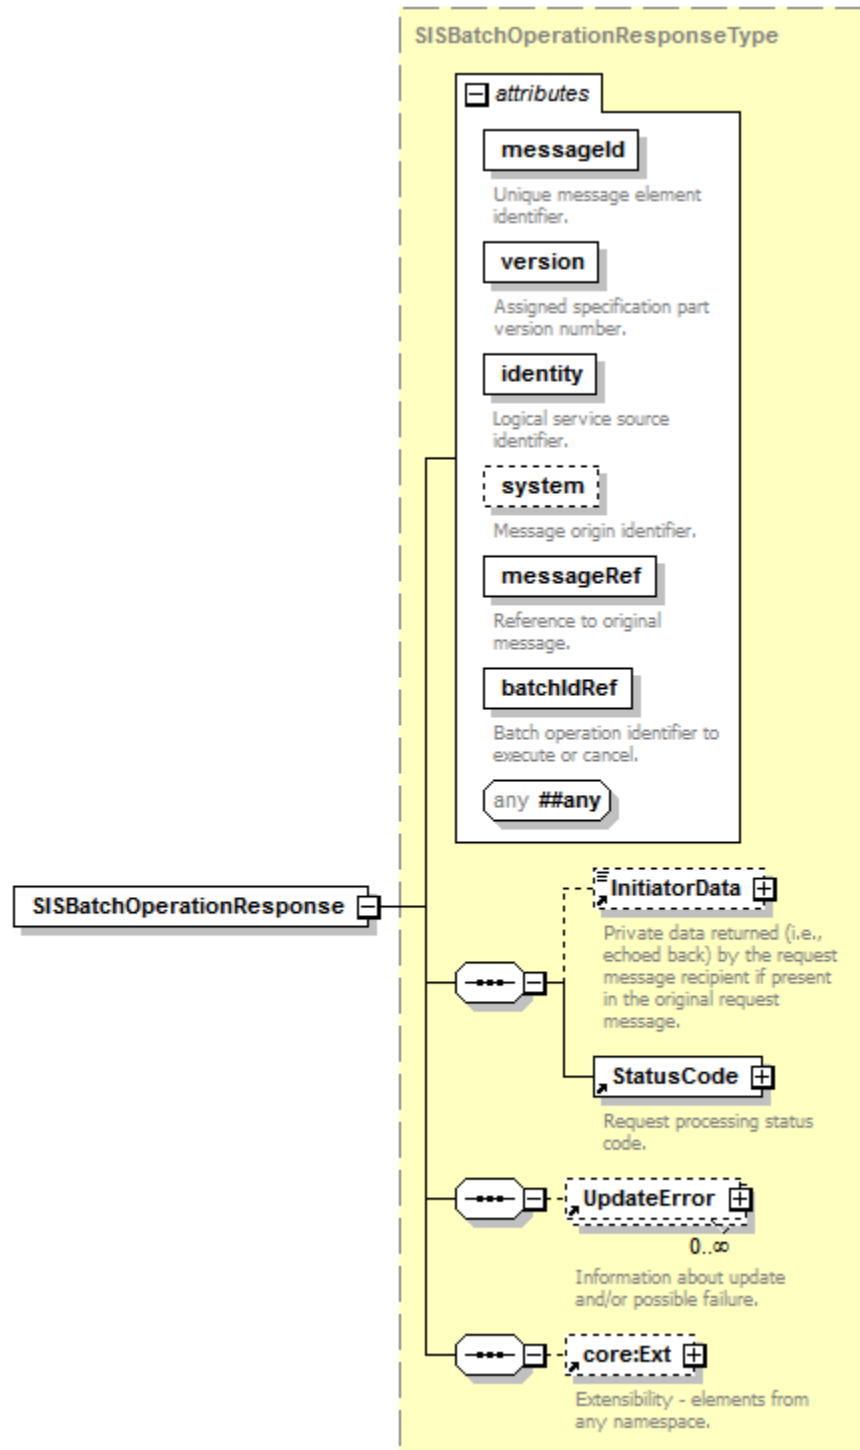 SISBatchOperationResponseType
attributes
messageId
Unique message element
identifier.
version
Assigned specification part
version number.
identity
Logical service source
identifier.
system
Message origin identifier.
messageRef
Reference to original
message.
batchIdRef
Batch operation identifier to
execute or cancel.
any ##any
SISBatchOperationResponse
InitiatorData
Private data returned (i.e.,
echoed back) by the request
message recipient if present
in the original request
message.
StatusCode
Request processing status
code.
UpdateError
0..∞
Information about update
and/or possible failure.
core:Ext
Extensibility - elements from
any namespace.